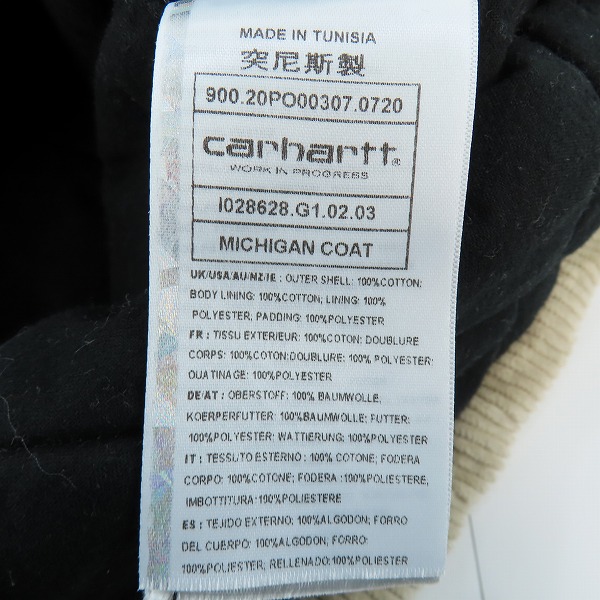 MADE IN TUNISIA
突尼斯製
900.20PO00307.0720
carhartt®
WORK IN PROGRESS
I028628.G1.02.03
MICHIGAN COAT
UK/USA/AU/NZ/IE : OUTER SHELL: 100%COTTON;
BODY LINING: 100%COTTON; LINING: 100%
POLYESTER; PADDING: 100%POLYESTER
FR : TISSU EXTERIEUR: 100%COTON; DOUBLURE
CORPS: 100%COTON;DOUBLURE: 100% POLYESTER;
OUATINAGE: 100%POLYESTER
DE/AT : OBERSTOFF: 100% BAUMWOLLE;
KOERPERFUTTER: 100%BAUMWOLLE; FUTTER:
100%POLYESTER; WATTIERUNG: 100%POLYESTER
IT : TESSUTO ESTERNO: 100% COTONE; FODERA
CORPO: 100%COTONE; FODERA :100%POLIESTERE,
IMBOTTITURA:100%POLIESTERE
ES : TEJIDO EXTERNO: 100%ALGODON; FORRO
DEL CUERPO: 100%ALGODON; FORRO:
100%POLIESTER; RELLENADO: 100%POLIESTER